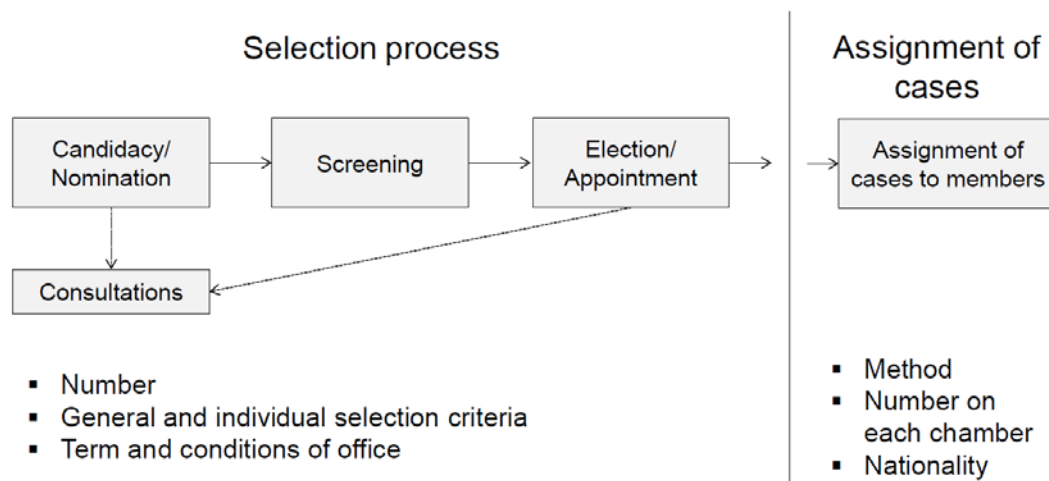 Selection process
Candidacy/
Nomination
Screening
Election/
Appointment
Consultations
▪ Number
▪ General and individual selection criteria
▪ Term and conditions of office
Assignment of
cases
Assignment of
cases to members
▪ Method
▪ Number on
each chamber
▪ Nationality